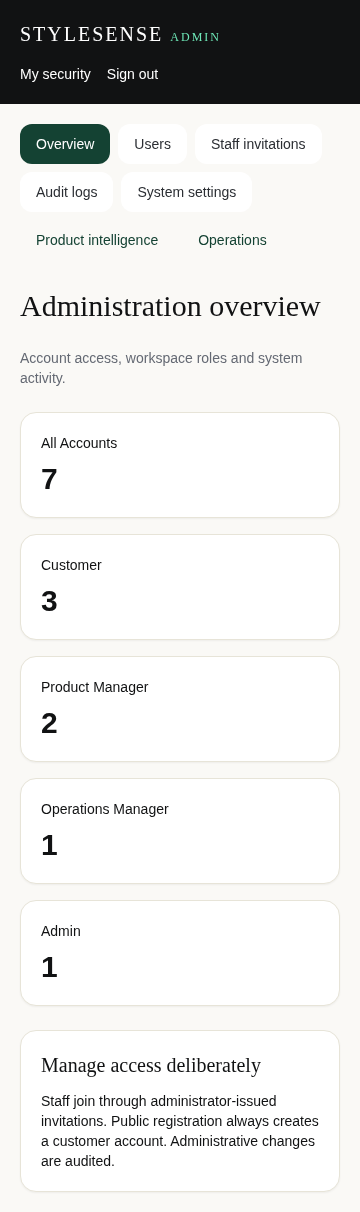 STYLESENSE ADMIN
My security Sign out
Overview Users Staff invitations
Audit logs System settings
Product intelligence Operations
Administration overview
Account access, workspace roles and system
activity.
All Accounts
7
Customer
3
Product Manager
2
Operations Manager
1
Admin
1
Manage access deliberately
Staff join through administrator-issued
invitations. Public registration always creates
a customer account. Administrative changes
are audited.